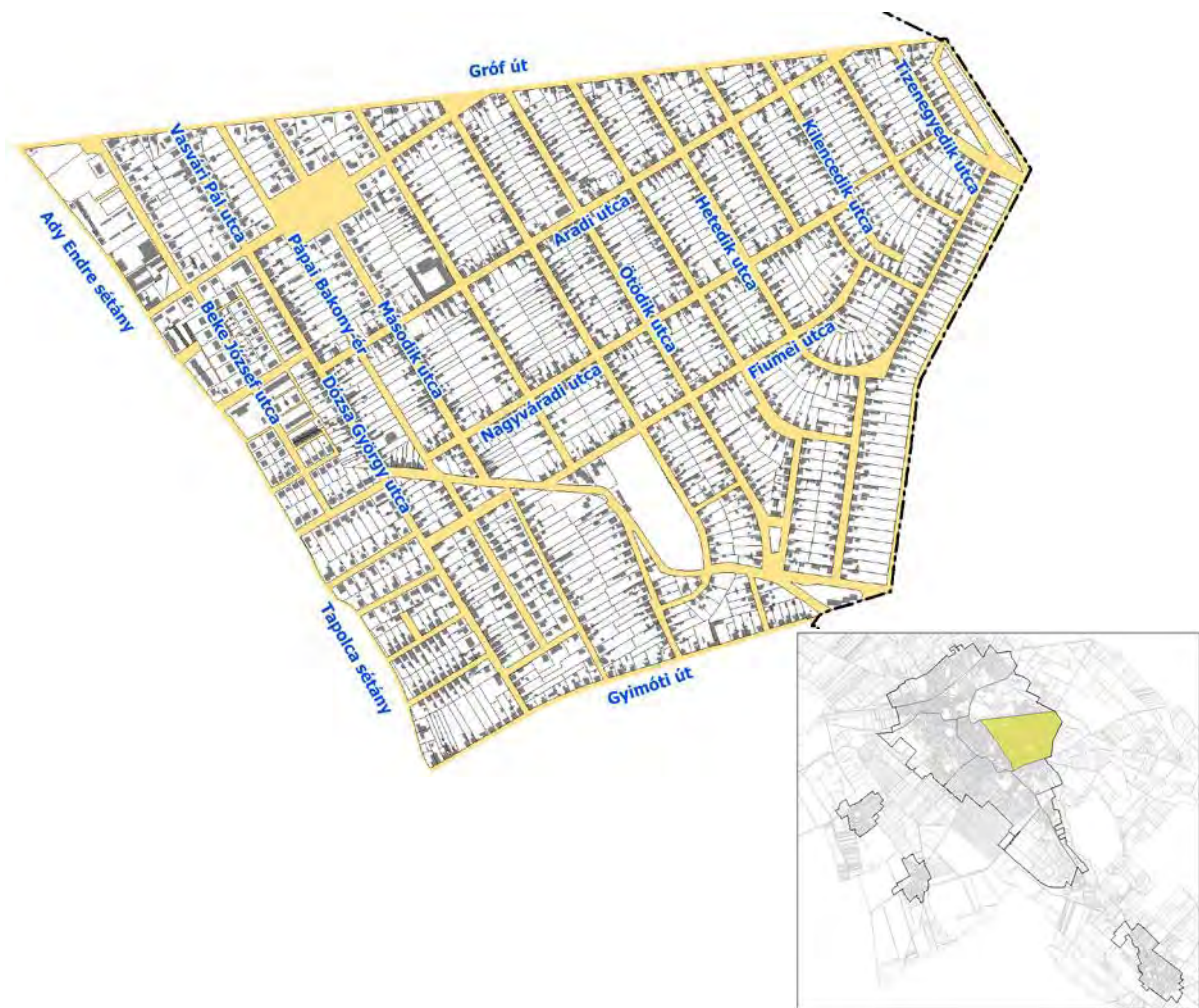 Gróf út
Tizenegyedik utca
Vasvári Pál utca
Kilencedik utca
Ady Endre sétány
Aradi utca
Hetedik utca
Pápai Bakony-ér
Ötödik utca
Beke József utca
Második utca
Fiumei utca
Dózsa György utca
Nagyváradi utca
Tapolca sétány
Gyimóti út